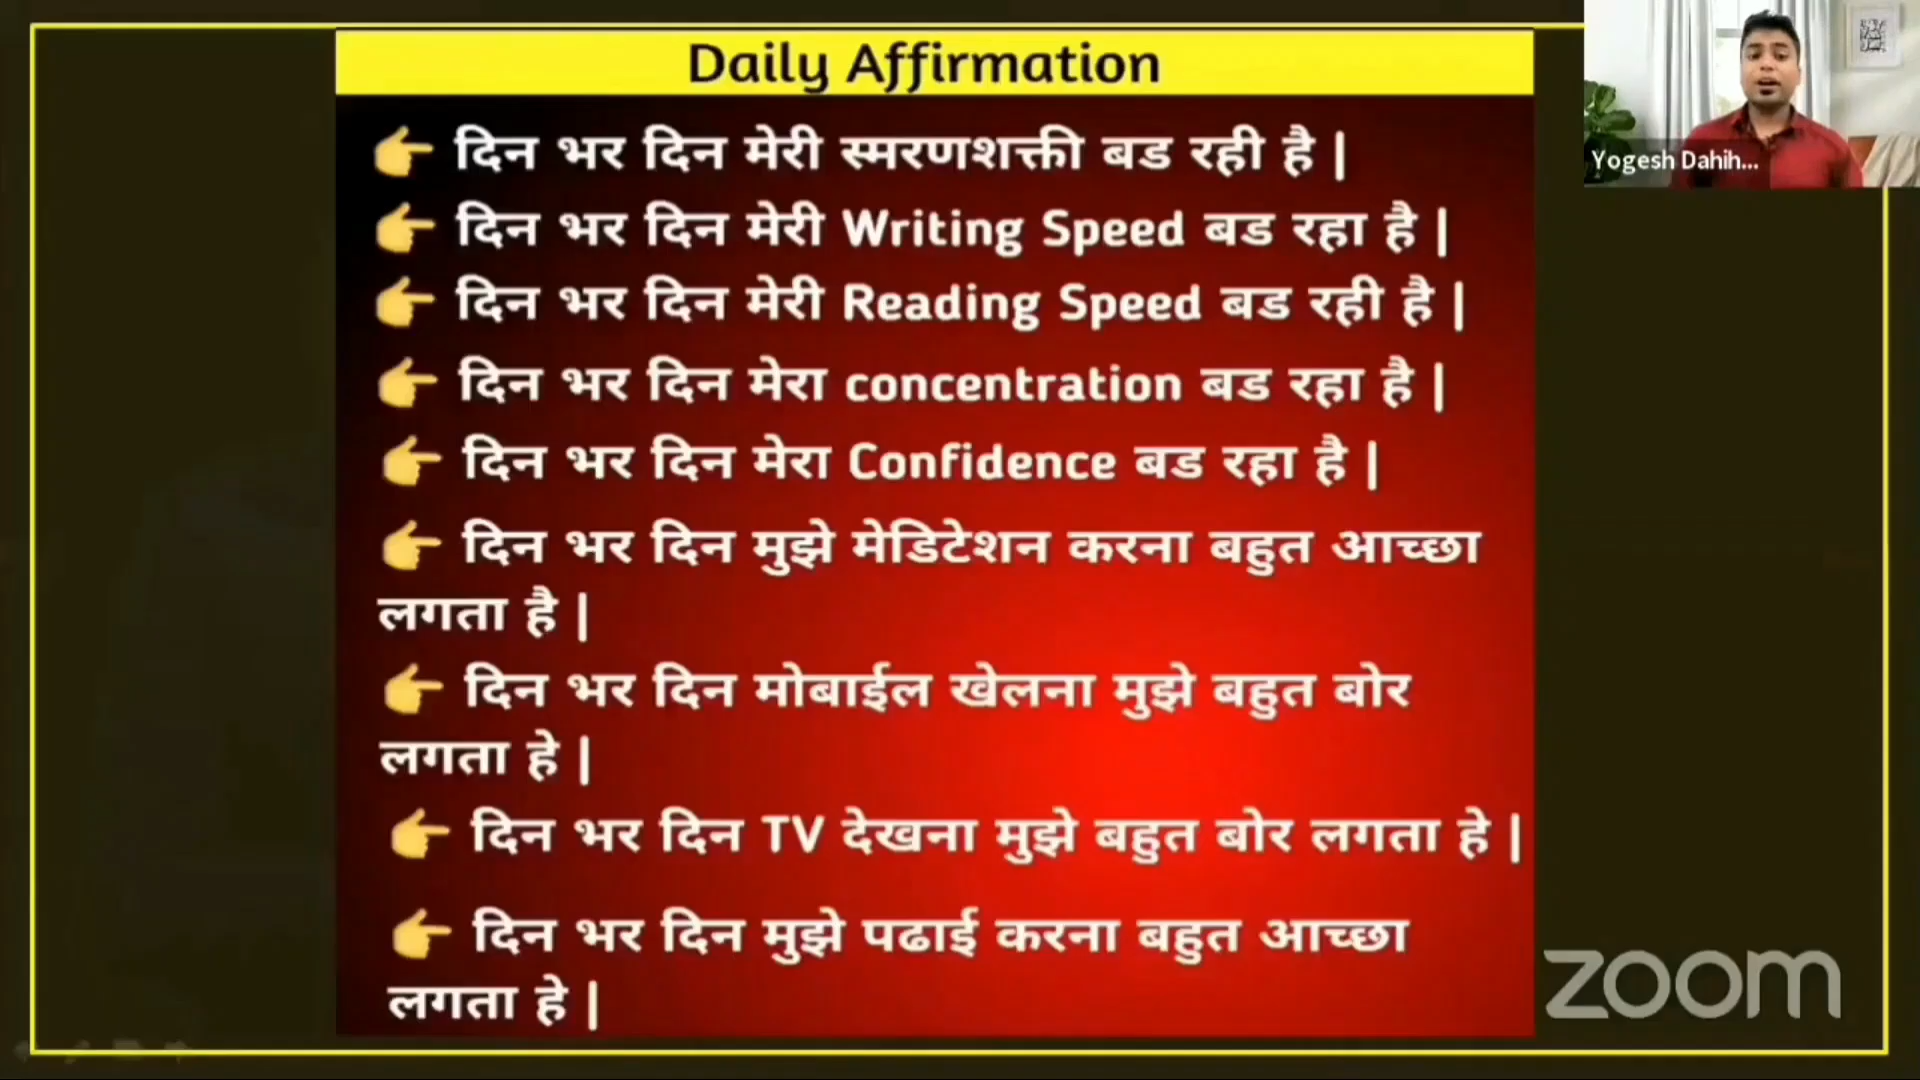 Daily Affirmation
Yogesh Dahih...
👉 दिन भर दिन मेरी स्मरणशक्ती बड रही है |
👉 दिन भर दिन मेरी Writing Speed बड रहा है |
👉 दिन भर दिन मेरी Reading Speed बड रही है |
👉 दिन भर दिन मेरा concentration बड रहा है |
👉 दिन भर दिन मेरा Confidence बड रहा है |
👉 दिन भर दिन मुझे मेडिटेशन करना बहुत आच्छा
लगता है |
👉 दिन भर दिन मोबाईल खेलना मुझे बहुत बोर
लगता हे |
👉 दिन भर दिन TV देखना मुझे बहुत बोर लगता हे |
👉 दिन भर दिन मुझे पढाई करना बहुत आच्छा
लगता हे |
zoom